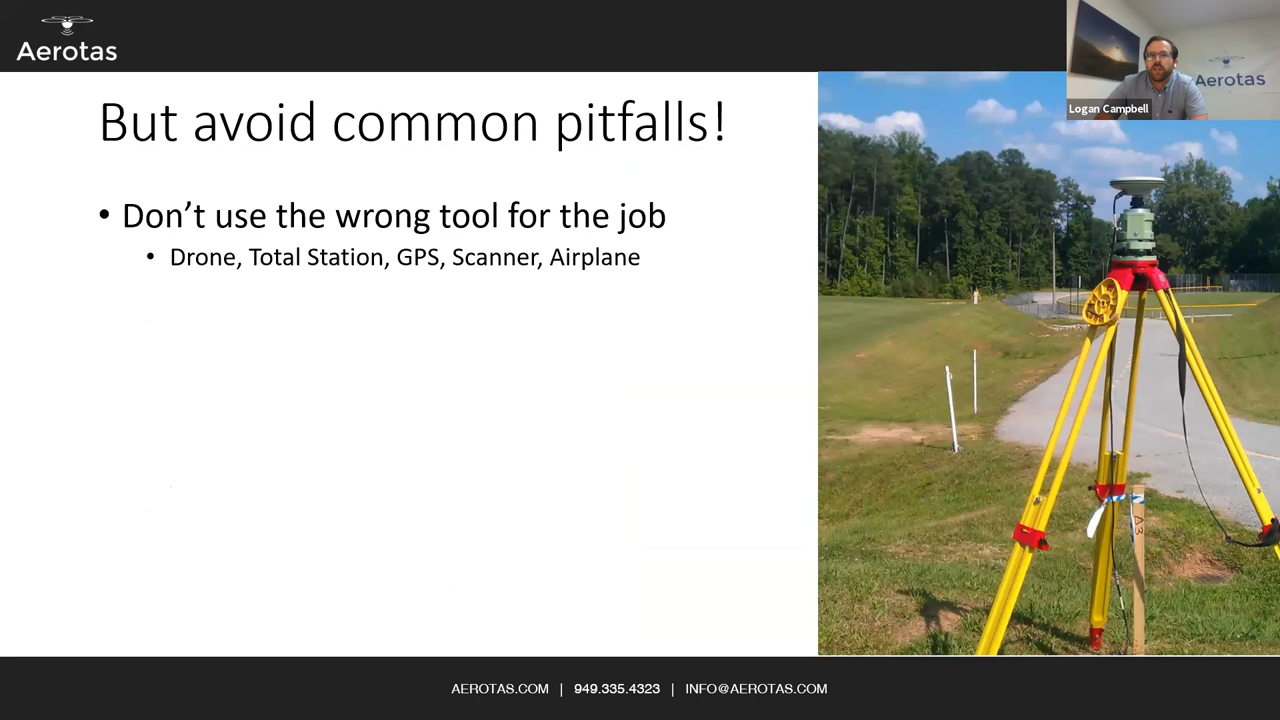 Aerotas
Aerotas
Logan Campbell
But avoid common pitfalls!
• Don’t use the wrong tool for the job
• Drone, Total Station, GPS, Scanner, Airplane
A3
AEROTAS.COM | 949.335.4323 | INFO@AEROTAS.COM